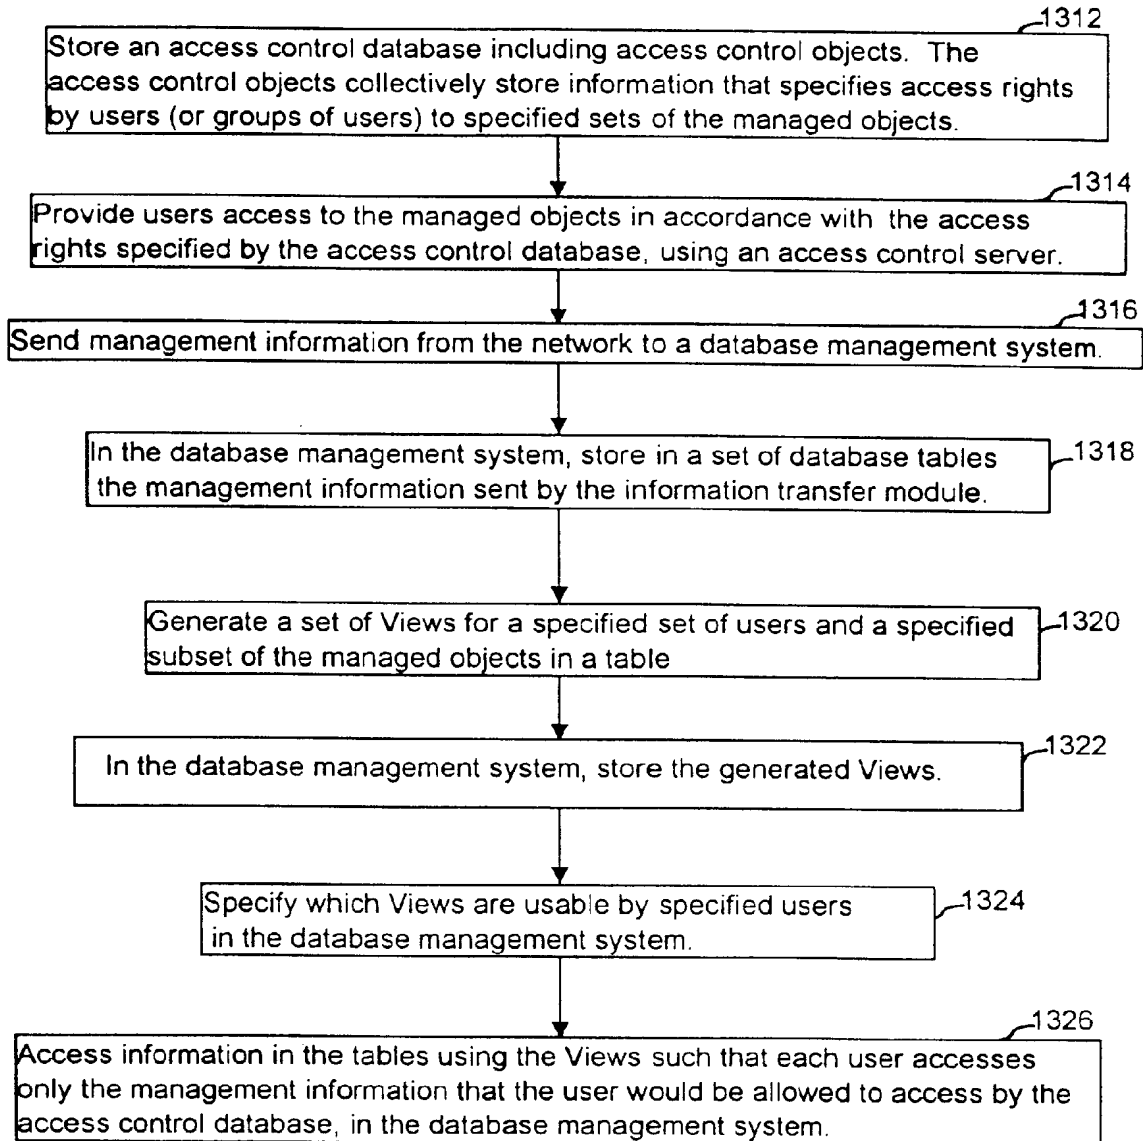 1312
Store an access control database including access control objects. The
access control objects collectively store information that specifies access rights
by users (or groups of users) to specified sets of the managed objects.
1314
Provide users access to the managed objects in accordance with the access
rights specified by the access control database, using an access control server.
1316
Send management information from the network to a database management system.
1318
In the database management system, store in a set of database tables
the management information sent by the information transfer module.
1320
Generate a set of Views for a specified set of users and a specified
subset of the managed objects in a table
1322
In the database management system, store the generated Views.
1324
Specify which Views are usable by specified users
in the database management system.
1326
Access information in the tables using the Views such that each user accesses
only the management information that the user would be allowed to access by the
access control database, in the database management system.